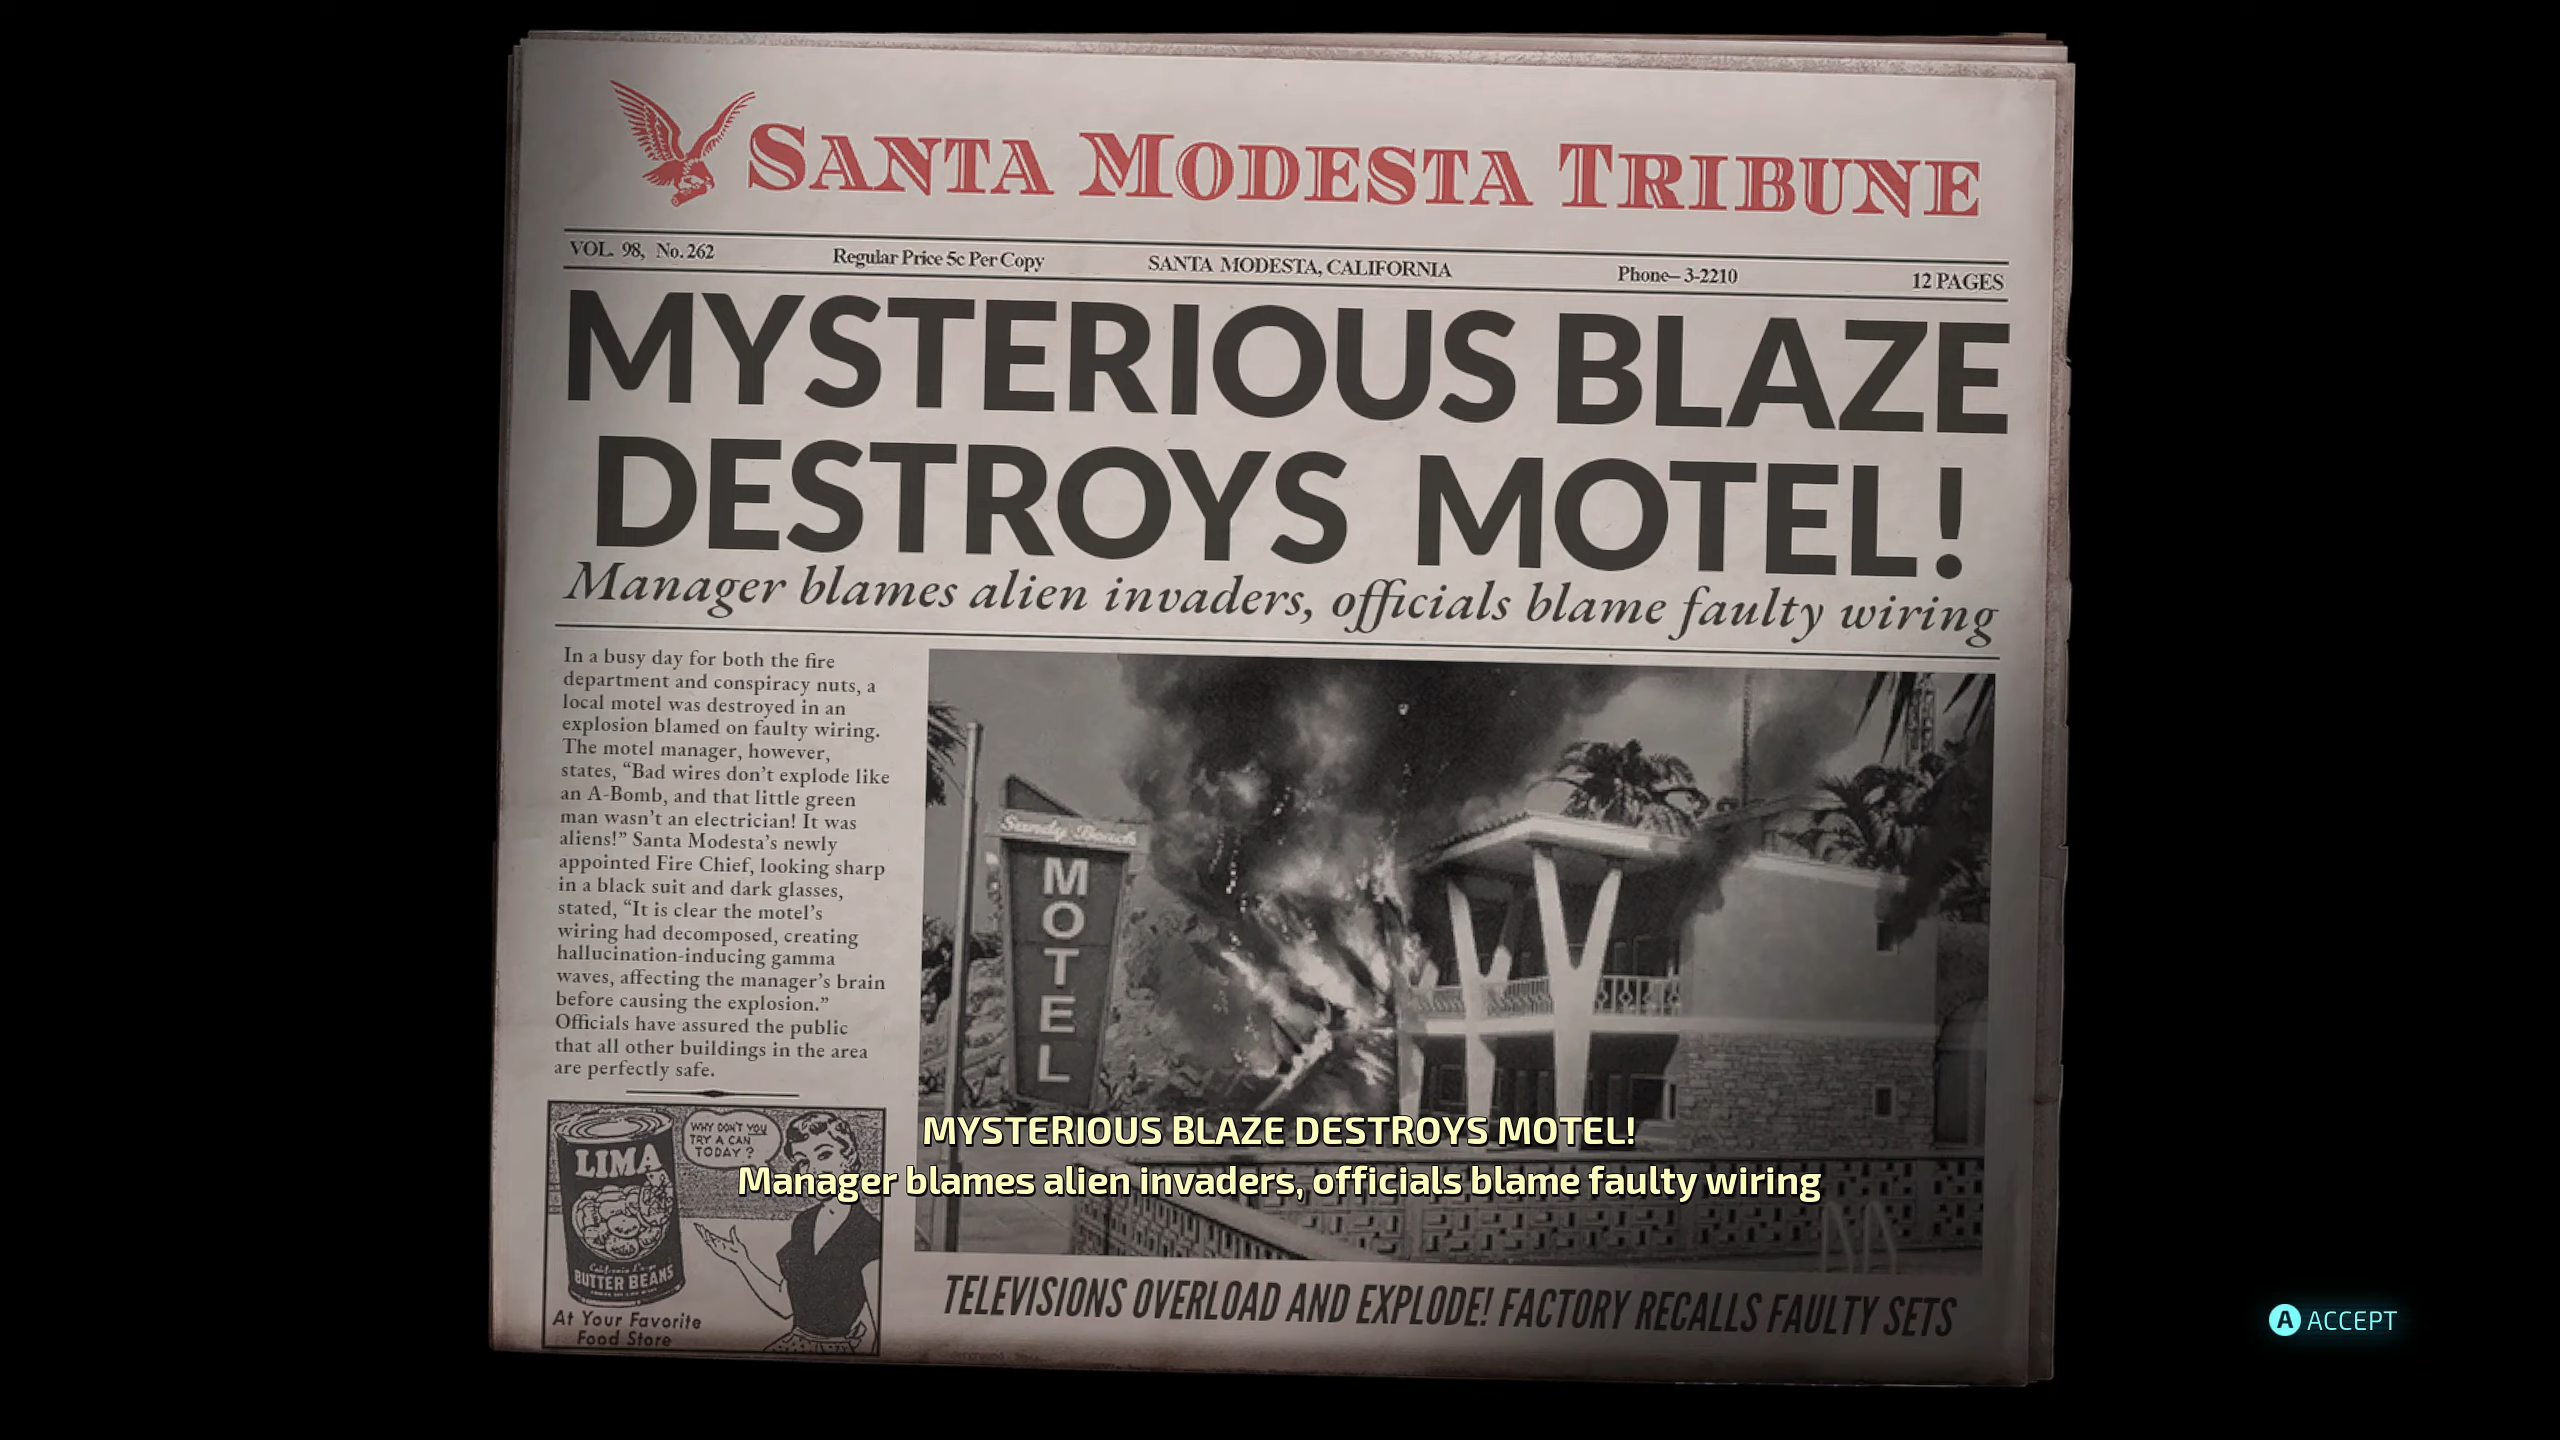 SANTA MODESTA TRIBUNE
VOL. 98, No. 262 Regular Price 5c Per Copy SANTA MODESTA, CALIFORNIA Phone– 3-2210 12 PAGES
MYSTERIOUS BLAZE
DESTROYS MOTEL!
Manager blames alien invaders, officials blame faulty wiring
In a busy day for both the fire
department and conspiracy nuts, a
local motel was destroyed in an
explosion blamed on faulty wiring.
The motel manager, however,
states, “Bad wires don’t explode like
an A-Bomb, and that little green
man wasn’t an electrician! It was
aliens!” Santa Modesta’s newly
appointed Fire Chief, looking sharp
in a black suit and dark glasses,
stated, “It is clear the motel’s
wiring had decomposed, creating
hallucination-inducing gamma
waves, affecting the manager’s brain
before causing the explosion.”
Officials have assured the public
that all other buildings in the area
are perfectly safe.
Sandy Beach
MOTEL
WHY DON'T YOU
TRY A CAN
TODAY?
LIMA
BUTTER BEANS
At Your Favorite
Food Store
MYSTERIOUS BLAZE DESTROYS MOTEL!
Manager blames alien invaders, officials blame faulty wiring
TELEVISIONS OVERLOAD AND EXPLODE! FACTORY RECALLS FAULTY SETS
A ACCEPT